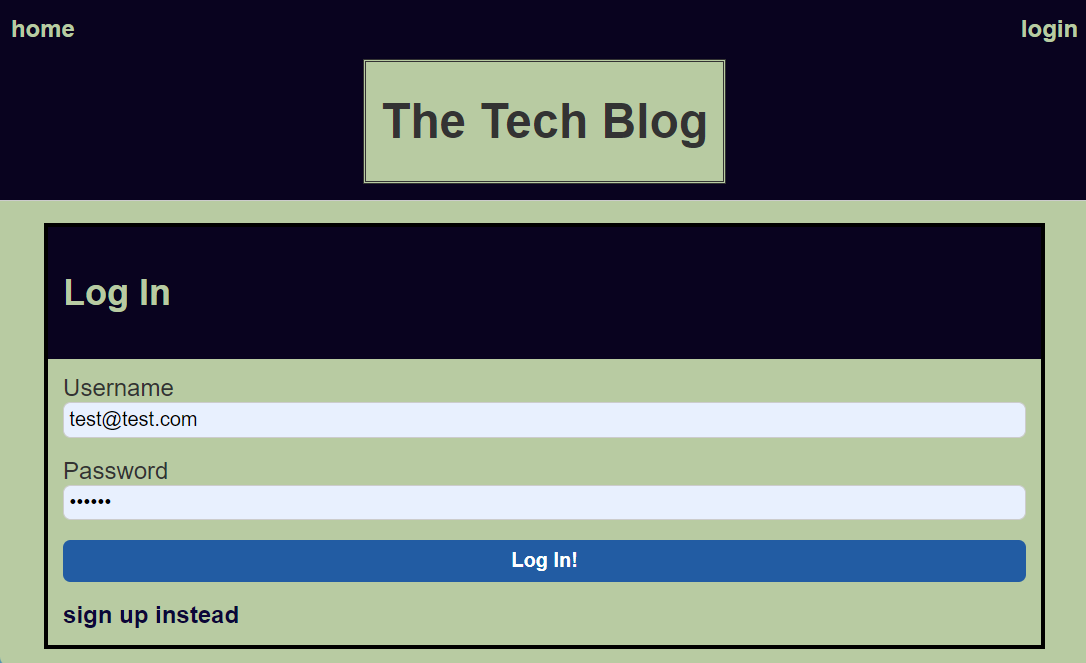 home
login
The Tech Blog
Log In
Username
test@test.com
Password
••••••
Log In!
sign up instead